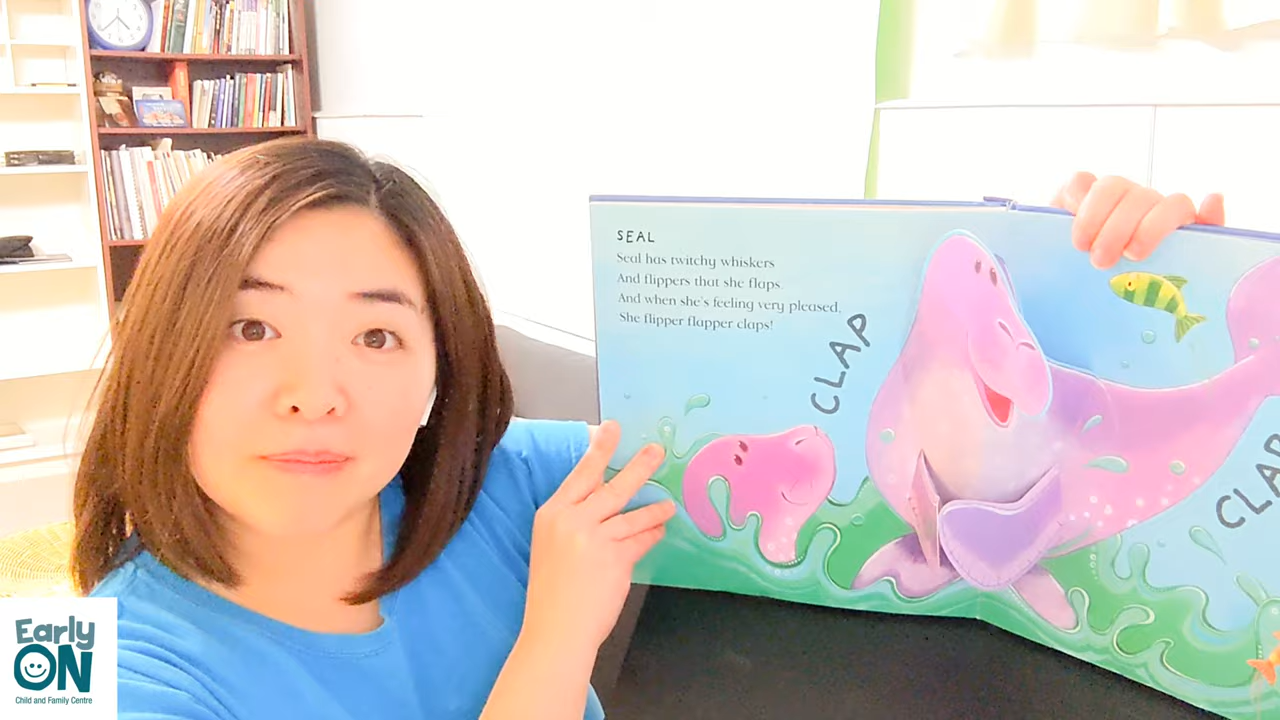 SEAL
Seal has twitchy whiskers
And flippers that she flaps.
And when she's feeling very pleased,
She flipper flapper claps!
CLAP
CLAP
Early
ON
Child and Family Centre